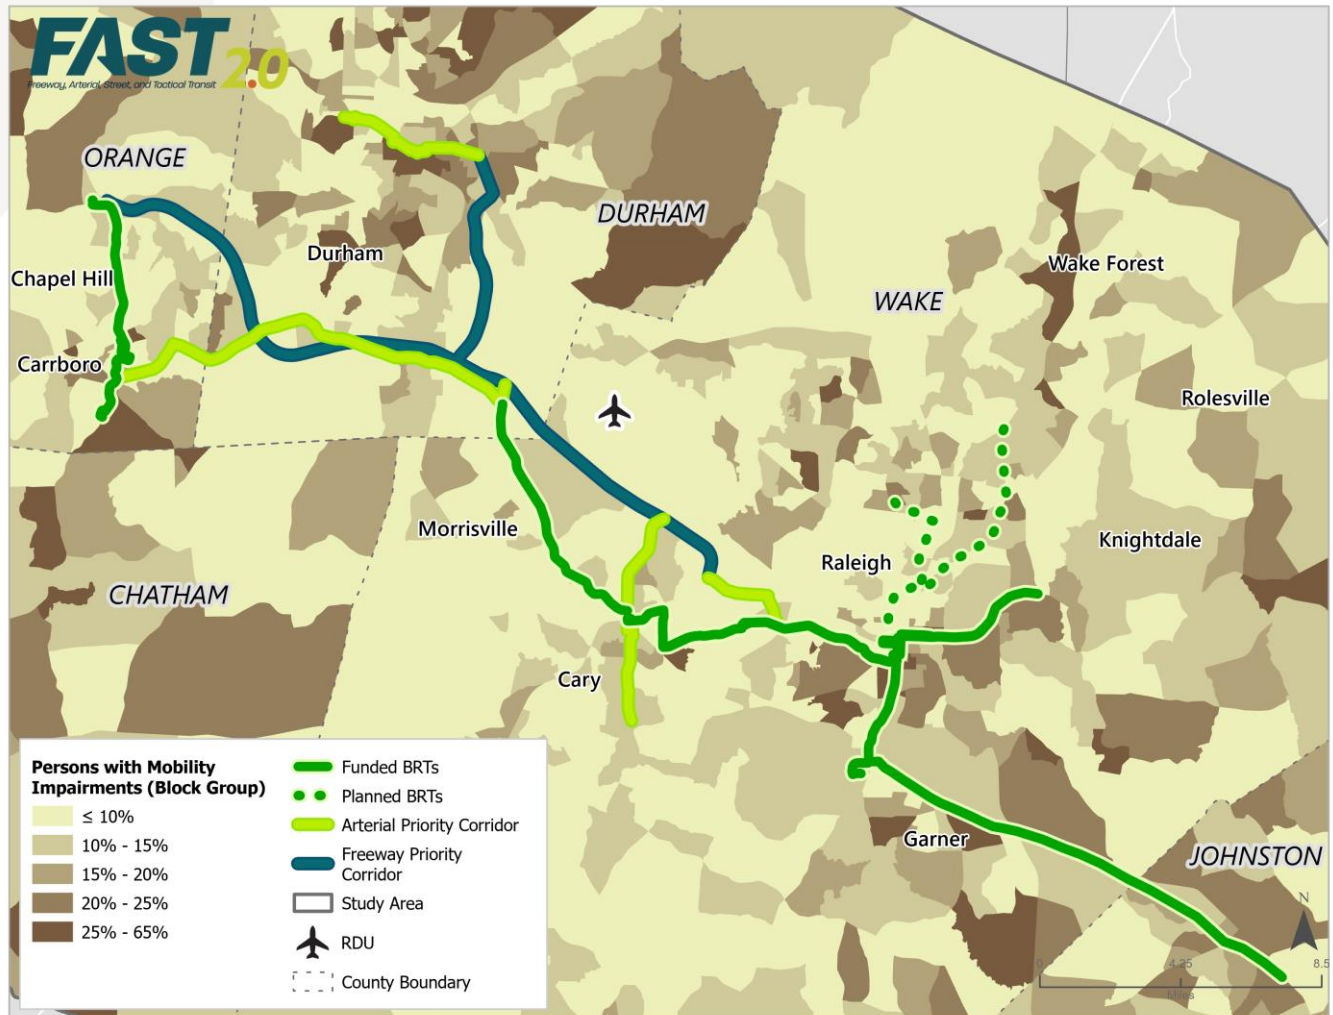 FAST 2.0
Freeway, Arterial, Street, and Tactical Transit
ORANGE
DURHAM
Durham
Chapel Hill
Wake Forest
WAKE
Carrboro
Rolesville
Morrisville
Knightdale
Raleigh
CHATHAM
Cary
Garner
JOHNSTON
Persons with Mobility
Impairments (Block Group)
≤ 10%
10% - 15%
15% - 20%
20% - 25%
25% - 65%
Funded BRTs
Planned BRTs
Arterial Priority Corridor
Freeway Priority
Corridor
Study Area
RDU
County Boundary
N
0 4.25 8.5
Miles